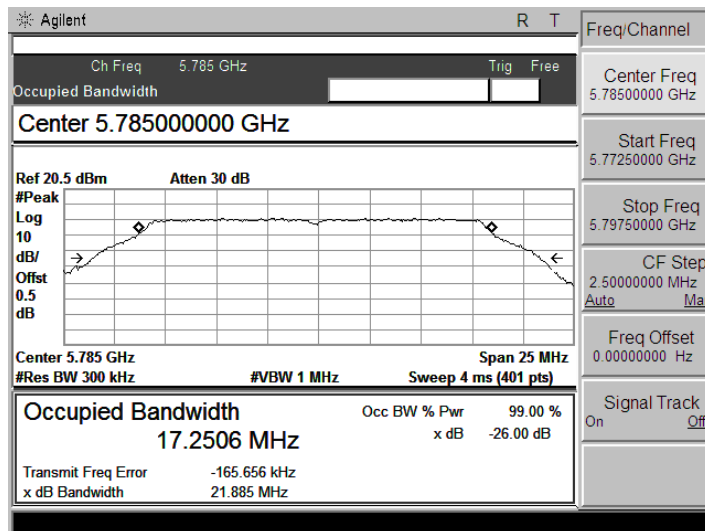 Agilent R T
Ch Freq 5.785 GHz Trig Free
Occupied Bandwidth
Center 5.785000000 GHz
Ref 20.5 dBm Atten 30 dB
#Peak
Log
10
dB/
Offst
0.5
dB
Center 5.785 GHz Span 25 MHz
#Res BW 300 kHz #VBW 1 MHz Sweep 4 ms (401 pts)
Occupied Bandwidth Occ BW % Pwr 99.00 %
17.2506 MHz x dB -26.00 dB
Transmit Freq Error -165.656 kHz
x dB Bandwidth 21.885 MHz
Freq/Channel
Center Freq
5.78500000 GHz
Start Freq
5.77250000 GHz
Stop Freq
5.79750000 GHz
CF Step
2.50000000 MHz
Auto Ma
Freq Offset
0.00000000 Hz
Signal Track
On Off